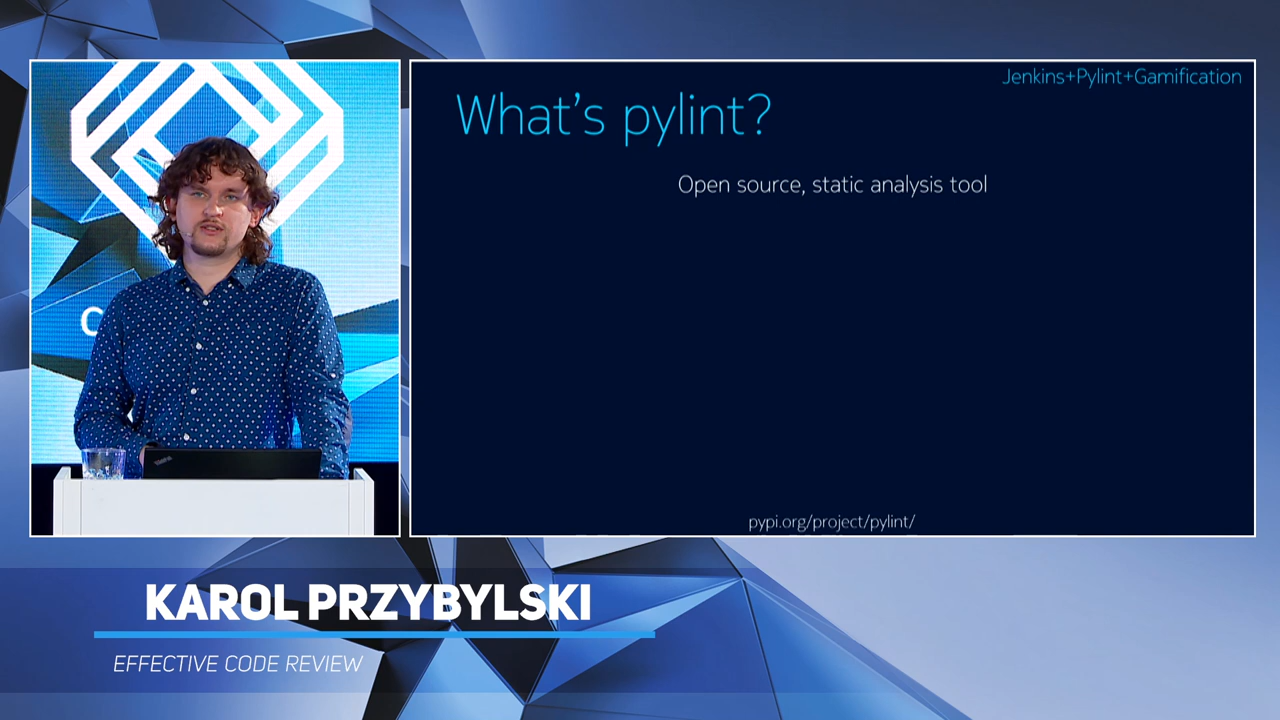 Jenkins+Pylint+Gamification
What's pylint?
Open source, static analysis tool
pypi.org/project/pylint/
KAROL PRZYBYLSKI
EFFECTIVE CODE REVIEW